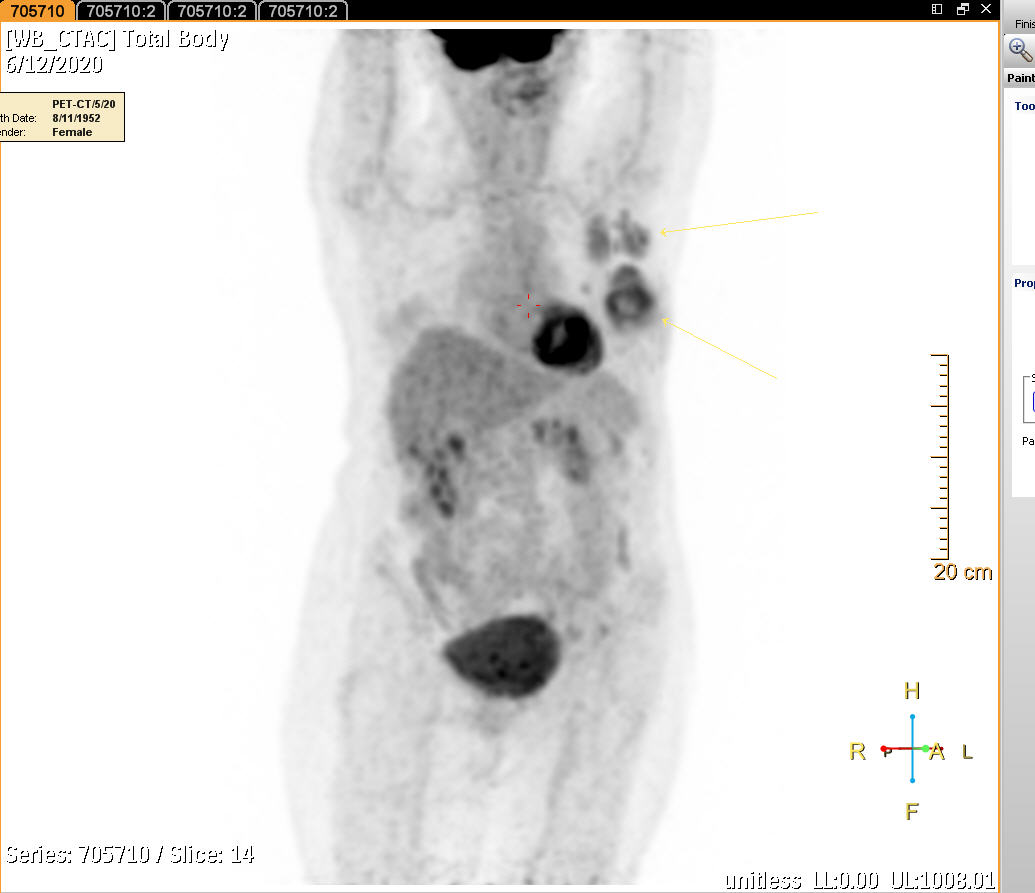 705710 705710:2 705710:2 705710:2
[WB_CTAC] Total Body
6/12/2020
PET-CT/5/20
th Date: 8/11/1952
ender: Female
Finis
Paint
Too
Prop
S
Pa
20 cm
H
R P A L
F
Series: 705710 / Slice: 14
unitless LL:0.00 UL:1008.01